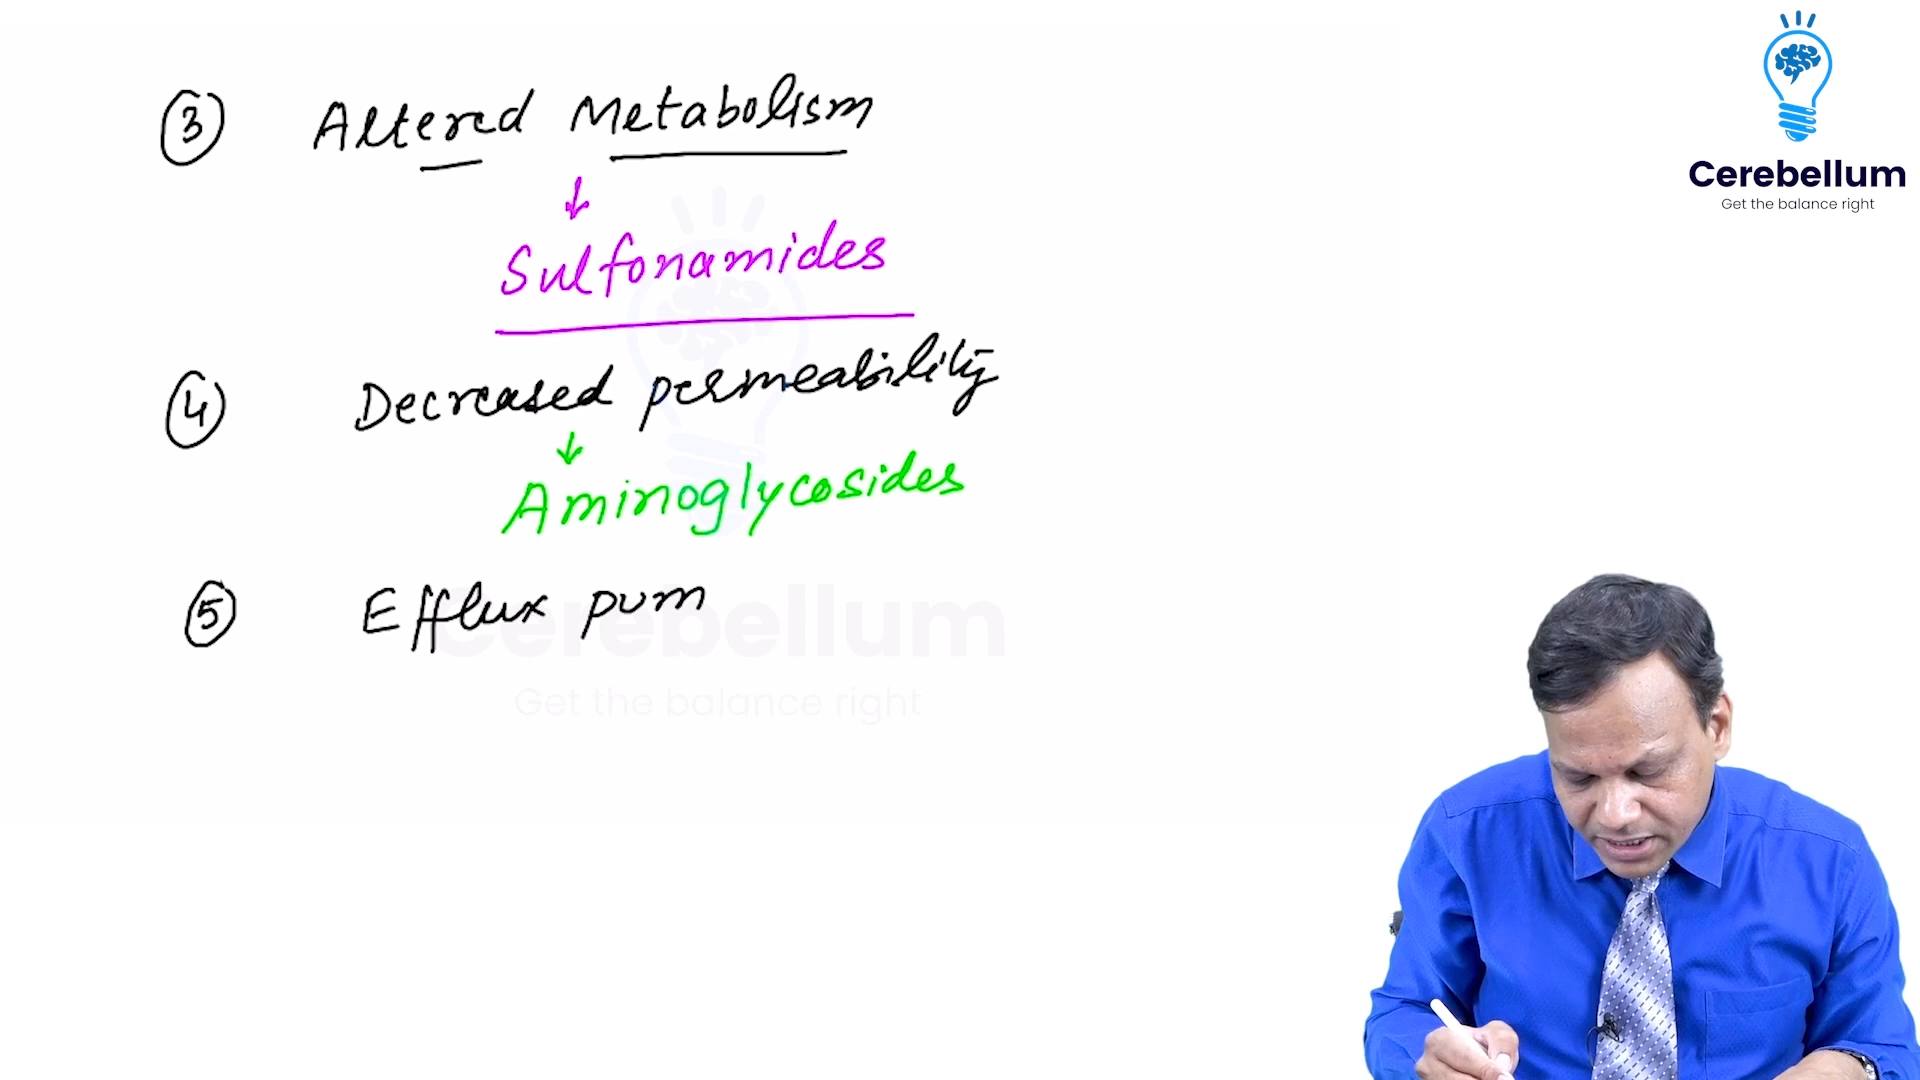 Cerebellum
Get the balance right
③ Altered Metabolism
↓
Sulfonamides
④ Decreased permeability
↓
Aminoglycosides
⑤ Efflux pum
Cerebellum
Get the balance right